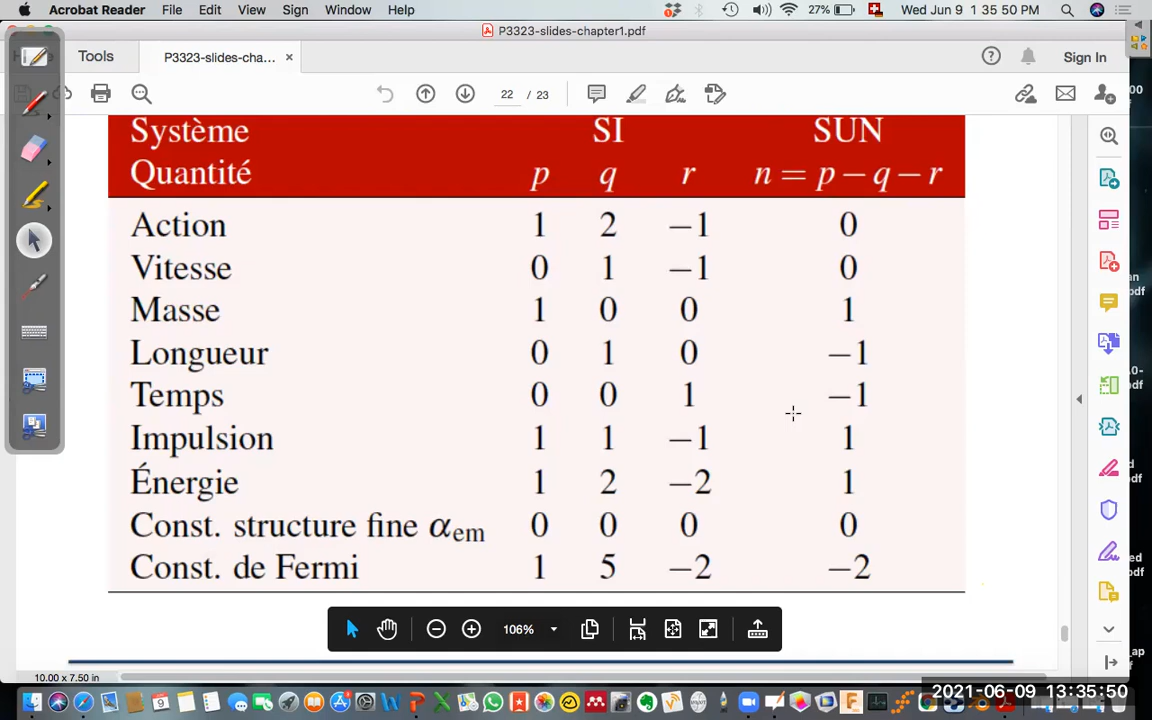 Acrobat Reader File Edit View Sign Window Help 27% Wed Jun 9 1 35 50 PM
P3323-slides-chapter1.pdf
Tools P3323-slides-cha... × Sign In
22 / 23
Système SI SUN
Quantité p q r n = p − q − r
Action 1 2 −1 0
Vitesse 0 1 −1 0
Masse 1 0 0 1
Longueur 0 1 0 −1
Temps 0 0 1 −1
Impulsion 1 1 −1 1
Énergie 1 2 −2 1
Const. structure fine αem 0 0 0 0
Const. de Fermi 1 5 −2 −2
106%
10.00 x 7.50 in
2021-06-09 13:35:50